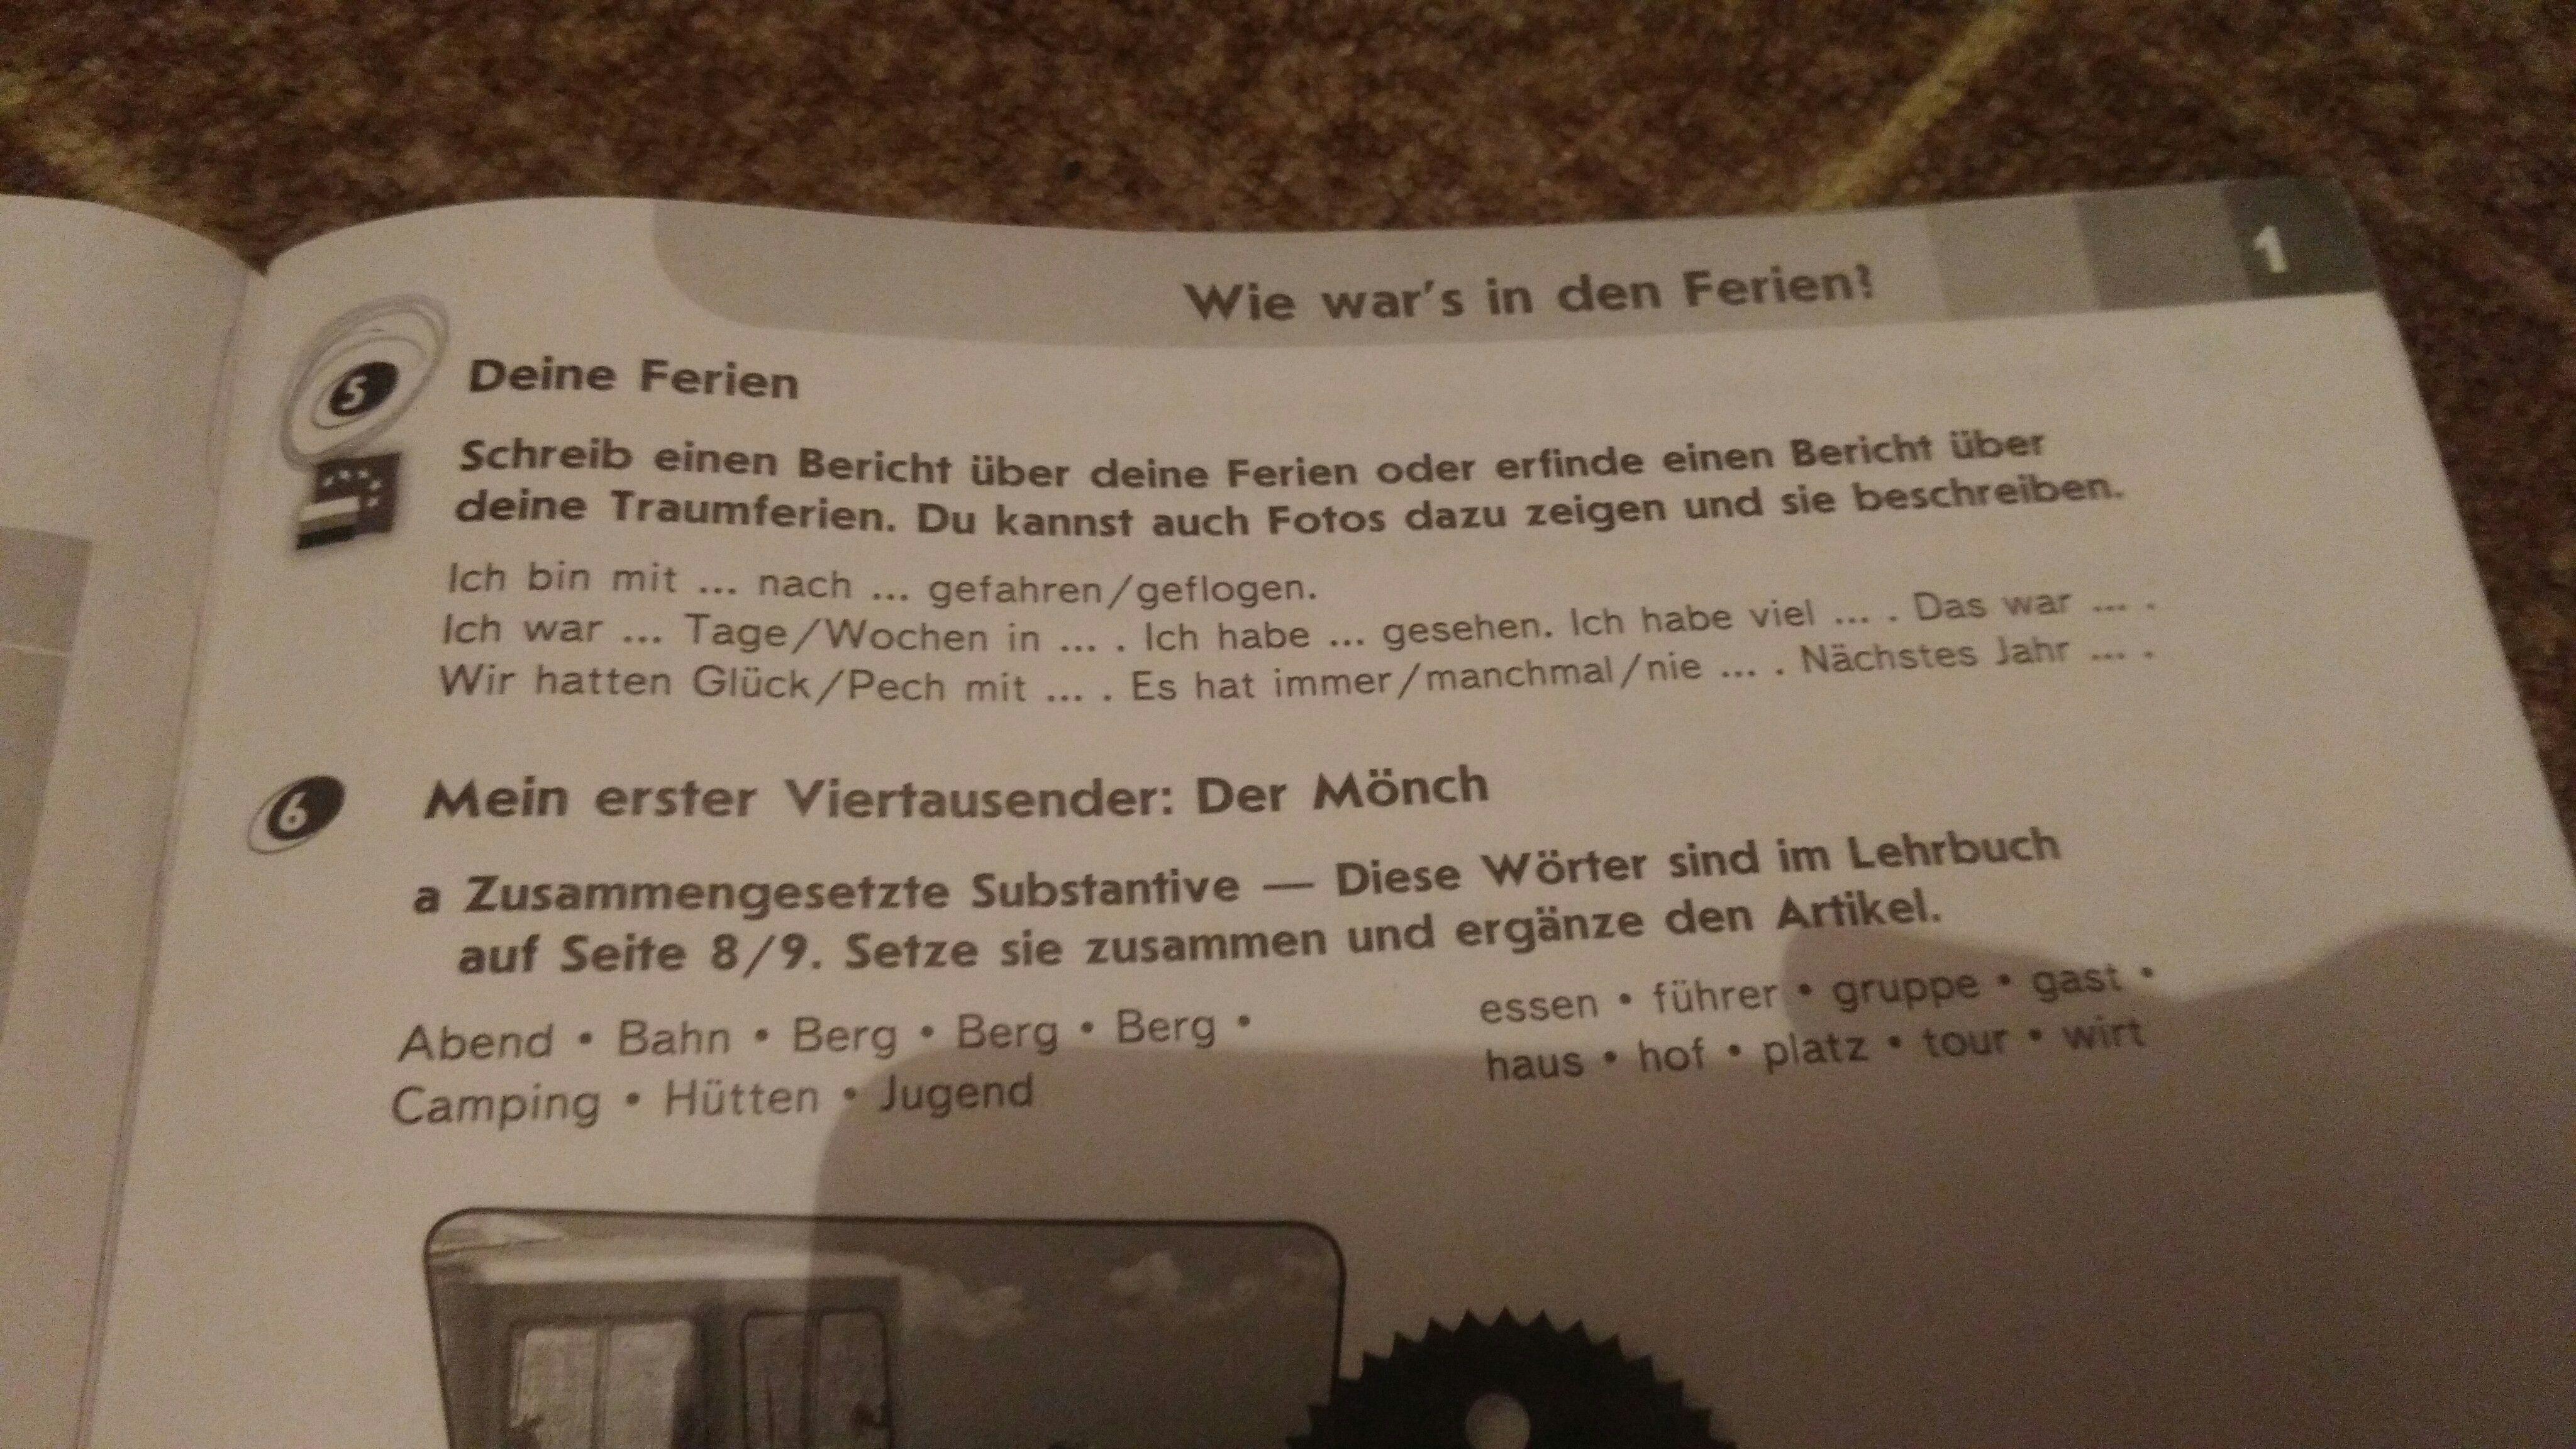 1
Wie war's in den Ferien?
5
Deine Ferien
Schreib einen Bericht über deine Ferien oder erfinde einen Bericht über
deine Traumferien. Du kannst auch Fotos dazu zeigen und sie beschreiben.
Ich bin mit ... nach ... gefahren/geflogen.
Ich war ... Tage/Wochen in ... . Ich habe ... gesehen. Ich habe viel ... . Das war ... .
Wir hatten Glück/Pech mit ... . Es hat immer/manchmal/nie ... . Nächstes Jahr ... .
6
Mein erster Viertausender: Der Mönch
a Zusammengesetzte Substantive — Diese Wörter sind im Lehrbuch
auf Seite 8/9. Setze sie zusammen und ergänze den Artikel.
Abend • Bahn • Berg • Berg • Berg •
Camping • Hütten • Jugend
essen • führer • gruppe • gast •
haus • hof • platz • tour • wirt